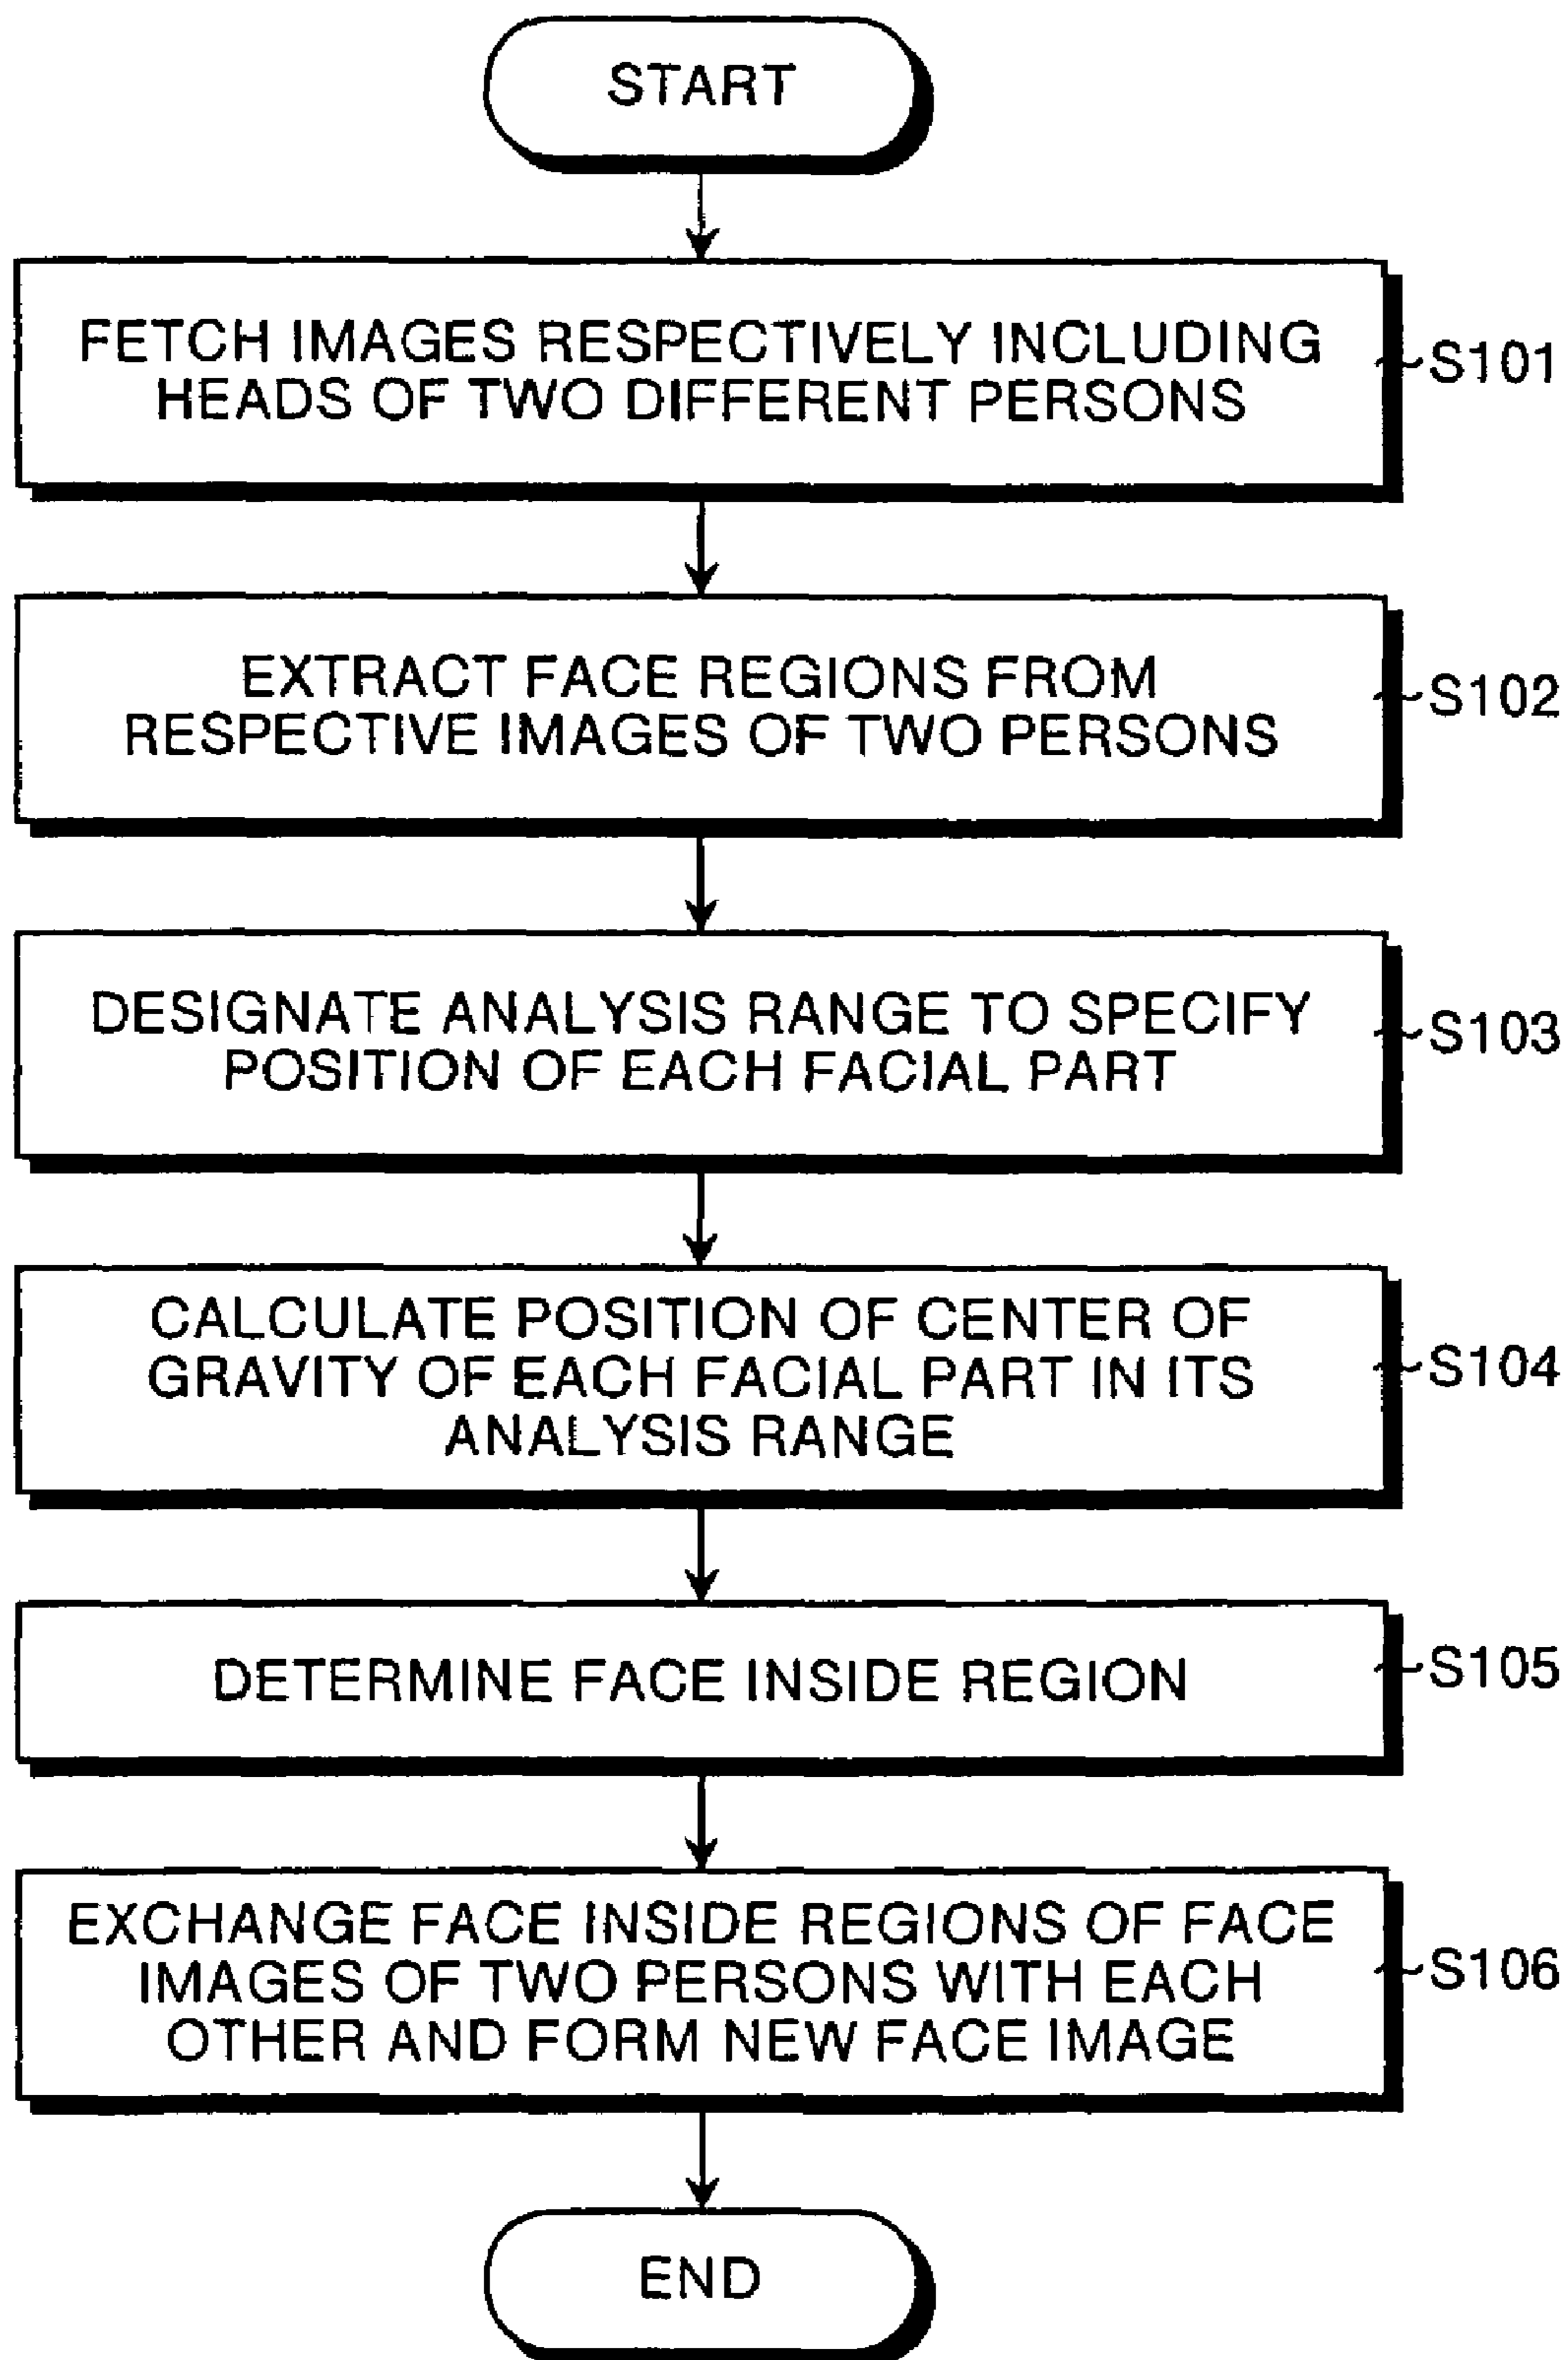 START
FETCH IMAGES RESPECTIVELY INCLUDING
HEADS OF TWO DIFFERENT PERSONS
S101
EXTRACT FACE REGIONS FROM
RESPECTIVE IMAGES OF TWO PERSONS
S102
DESIGNATE ANALYSIS RANGE TO SPECIFY
POSITION OF EACH FACIAL PART
S103
CALCULATE POSITION OF CENTER OF
GRAVITY OF EACH FACIAL PART IN ITS
ANALYSIS RANGE
S104
DETERMINE FACE INSIDE REGION
S105
EXCHANGE FACE INSIDE REGIONS OF FACE
IMAGES OF TWO PERSONS WITH EACH
OTHER AND FORM NEW FACE IMAGE
S106
END